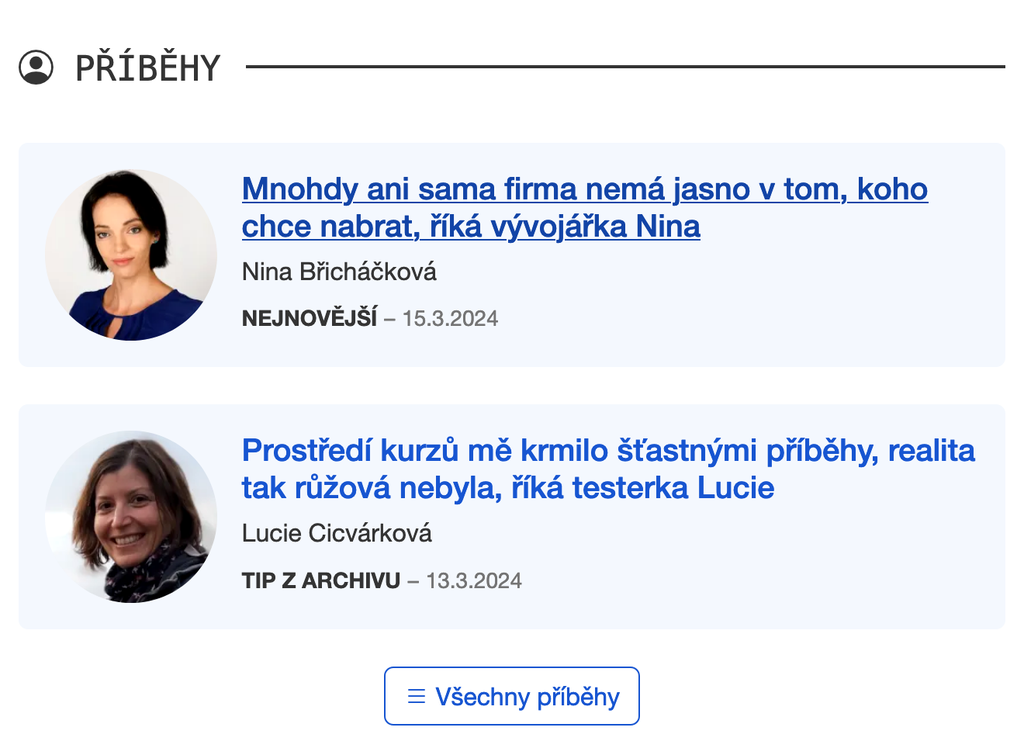 PŘÍBĚHY
Mnohdy ani sama firma nemá jasno v tom, koho
chce nabrat, říká vývojářka Nina
Nina Břicháčková
NEJNOVĚJŠÍ – 15.3.2024
Prostředí kurzů mě krmilo šťastnými příběhy, realita
tak růžová nebyla, říká testerka Lucie
Lucie Cicvárková
TIP Z ARCHIVU – 13.3.2024
Všechny příběhy